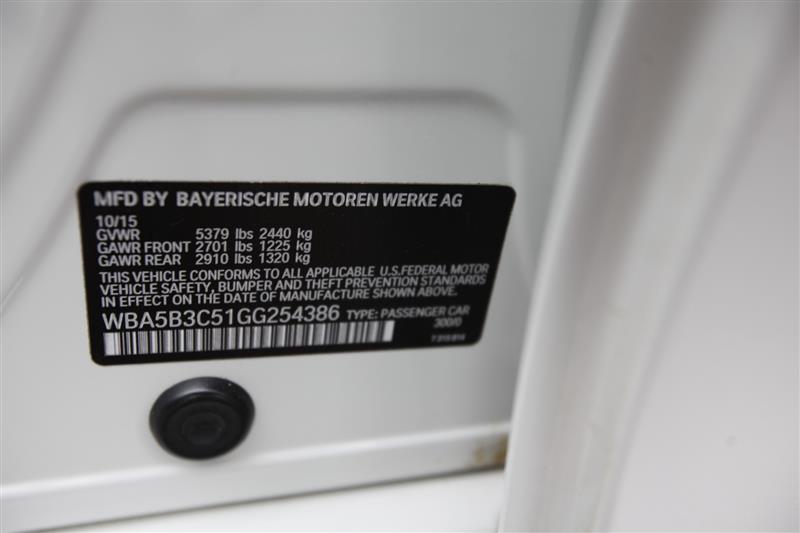 MFD BY BAYERISCHE MOTOREN WERKE AG
10/15
GVWR 5379 lbs 2440 kg
GAWR FRONT 2701 lbs 1225 kg
GAWR REAR 2910 lbs 1320 kg
THIS VEHICLE CONFORMS TO ALL APPLICABLE U.S.FEDERAL MOTOR
VEHICLE SAFETY, BUMPER AND THEFT PREVENTION STANDARDS
IN EFFECT ON THE DATE OF MANUFACTURE SHOWN ABOVE.
WBA5B3C51GG254386 TYPE: PASSENGER CAR
300/0